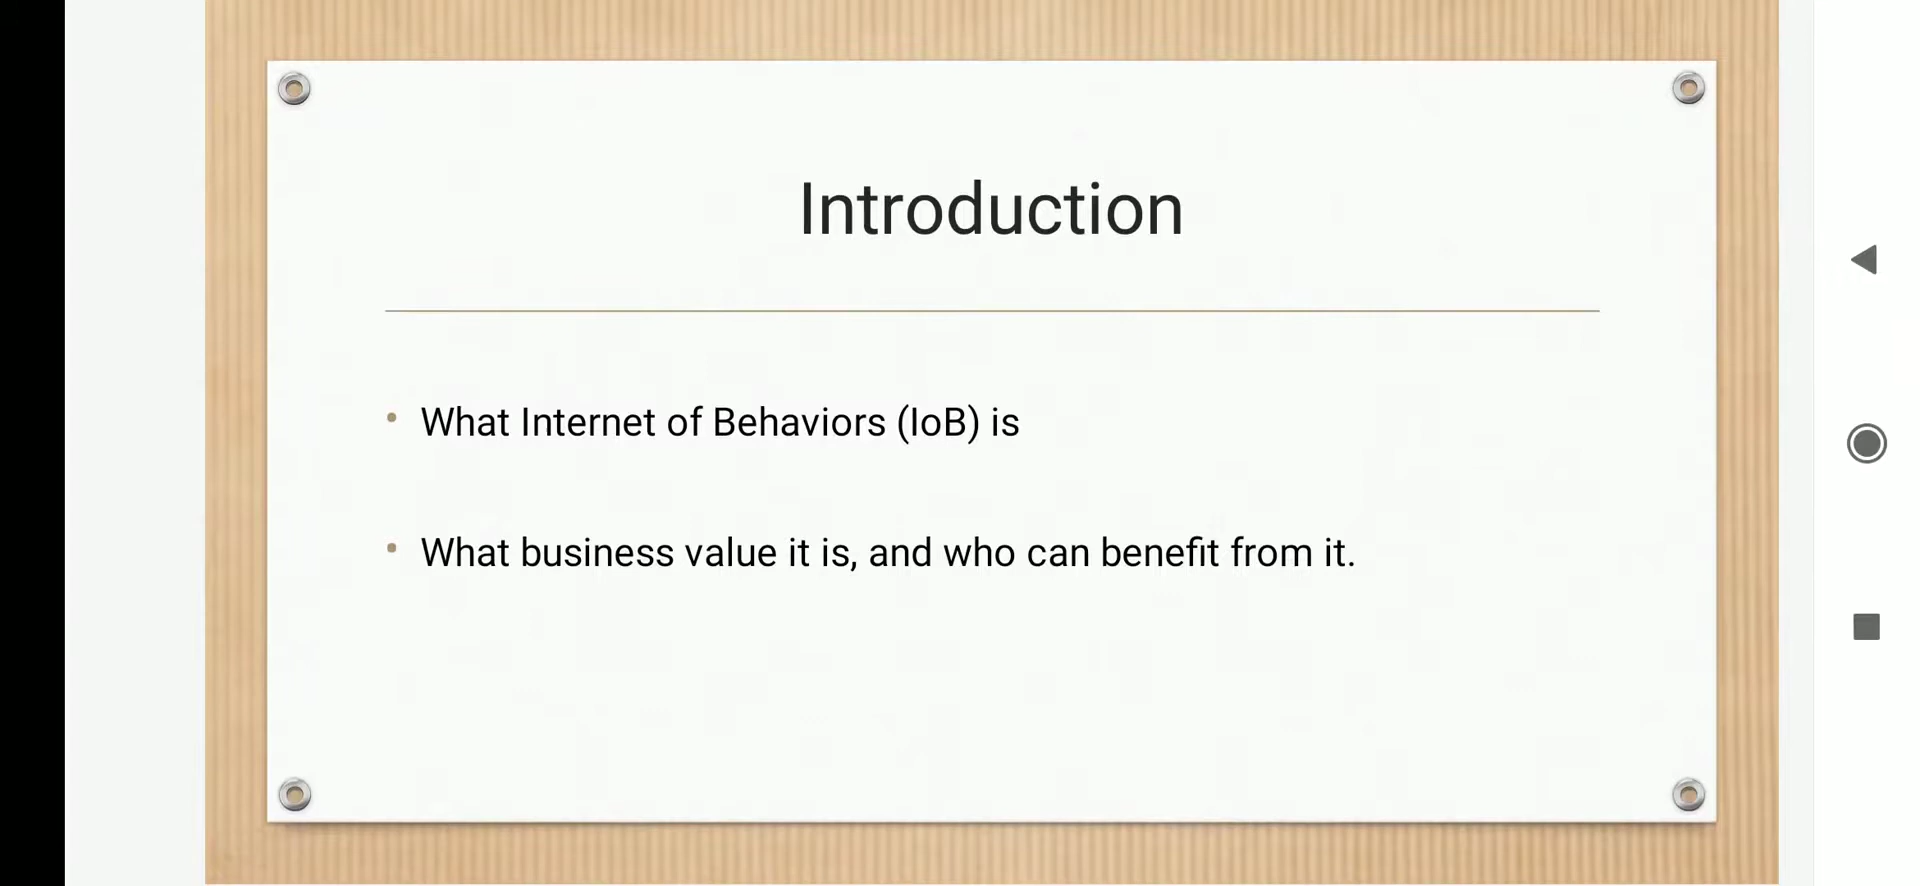 Introduction
• What Internet of Behaviors (IoB) is
• What business value it is, and who can benefit from it.